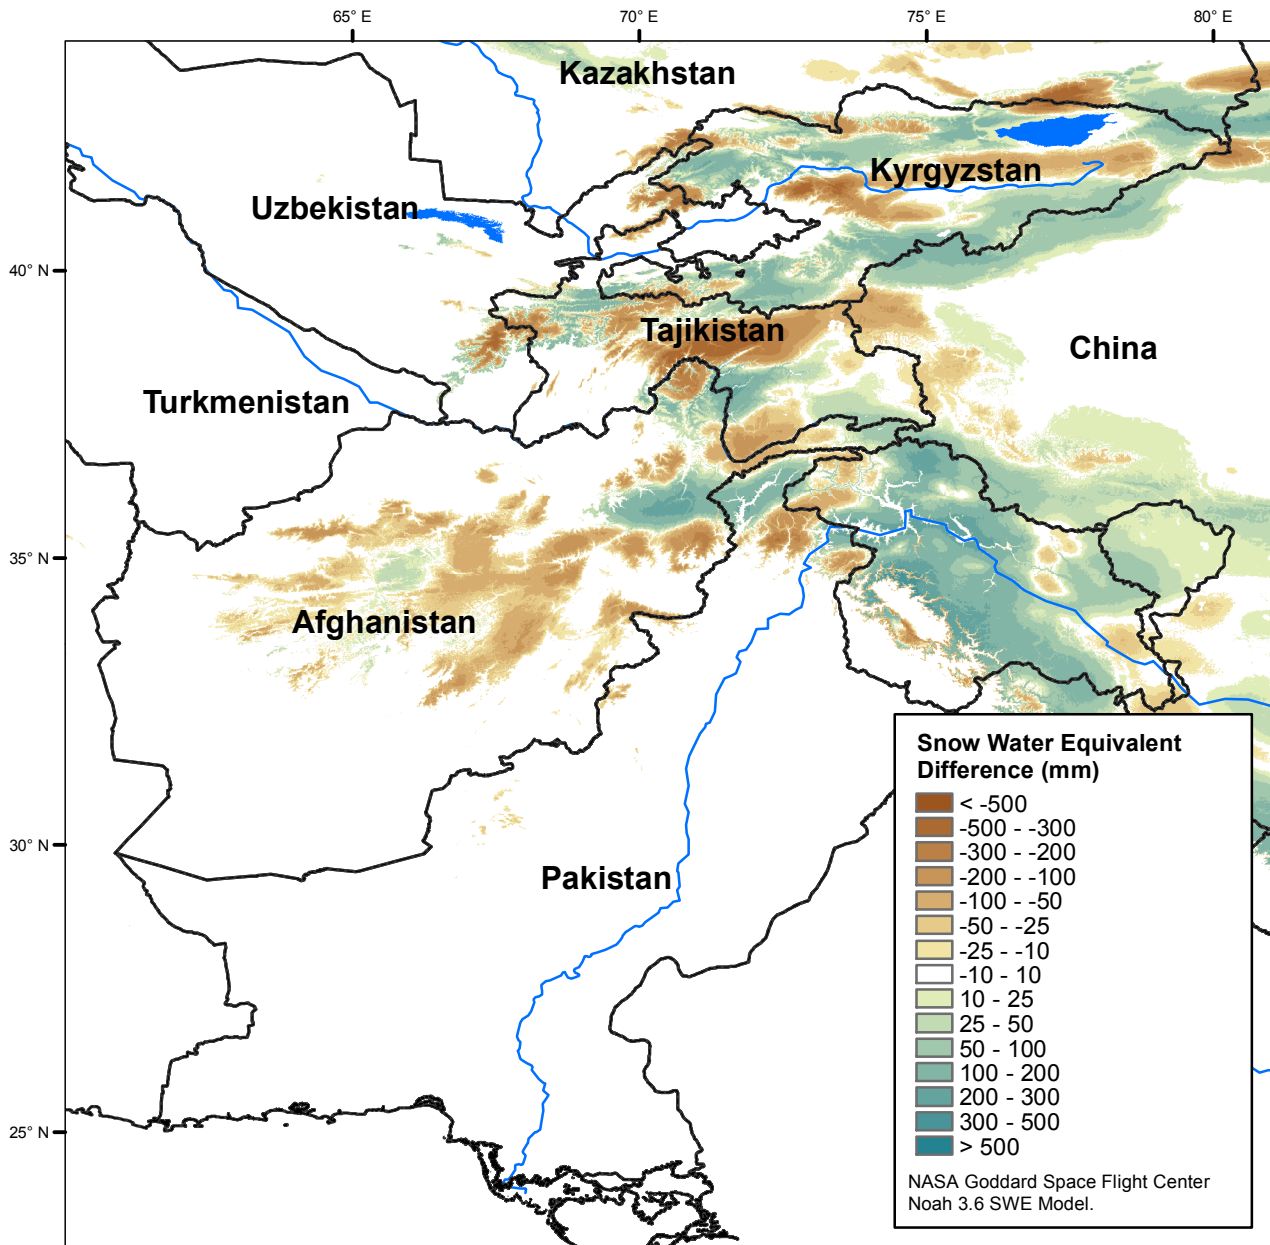 65° E
70° E
75° E
80° E
Kazakhstan
Kyrgyzstan
Uzbekistan
40° N
Tajikistan
China
Turkmenistan
35° N
Afghanistan
30° N
Pakistan
25° N
Snow Water Equivalent
Difference (mm)
< -500
-500 - -300
-300 - -200
-200 - -100
-100 - -50
-50 - -25
-25 - -10
-10 - 10
10 - 25
25 - 50
50 - 100
100 - 200
200 - 300
300 - 500
> 500
NASA Goddard Space Flight Center
Noah 3.6 SWE Model.